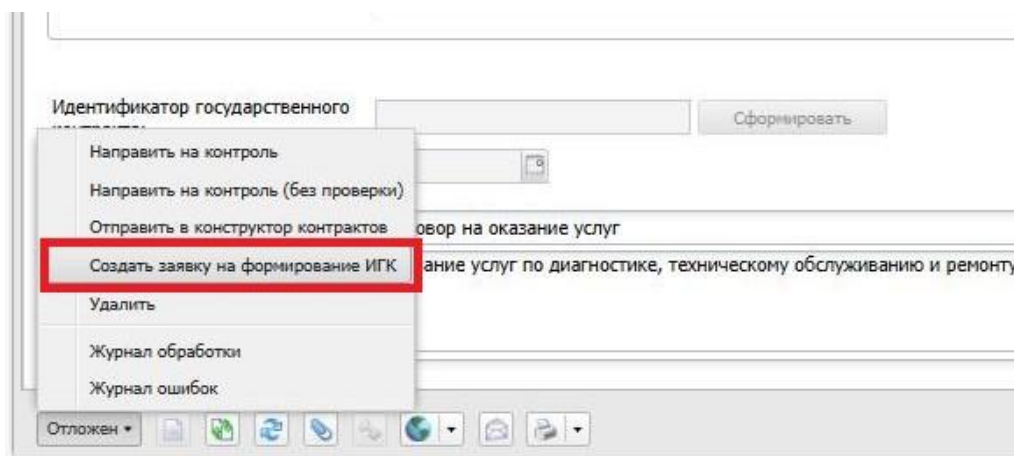 Идентификатор государственного
Сформировать
Направить на контроль
Направить на контроль (без проверки)
Отправить в конструктор контрактов
овор на оказание услуг
Создать заявку на формирование ИГК
ание услуг по диагностике, техническому обслуживанию и ремонту
Удалить
Журнал обработки
Журнал ошибок
Отложен